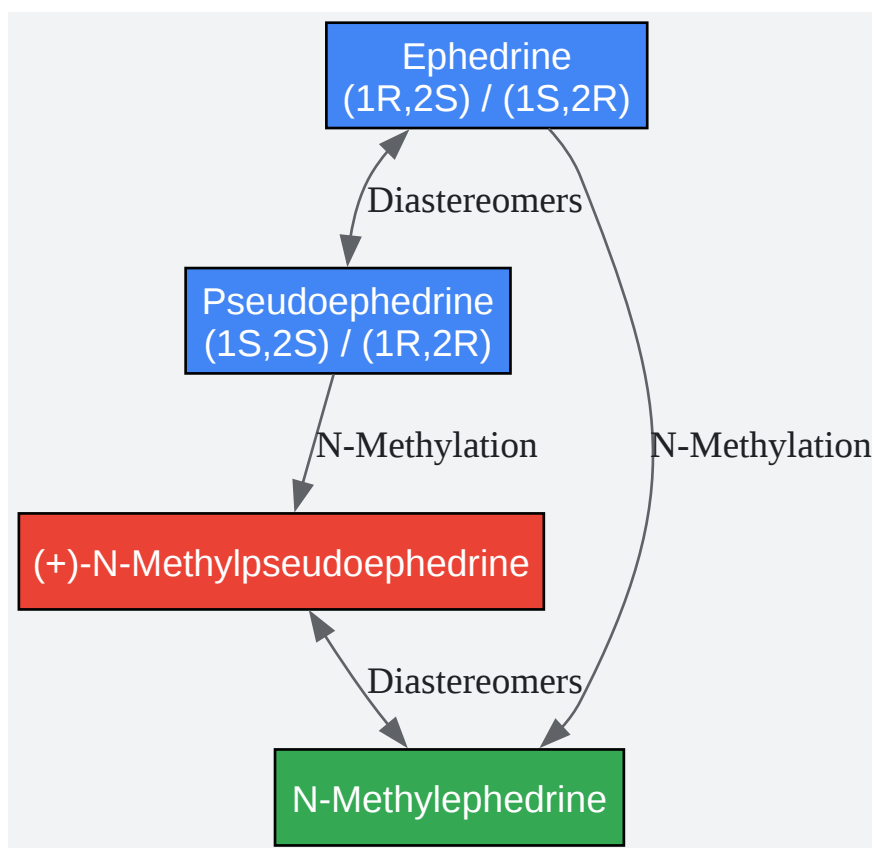 Ephedrine
(1R,2S) / (1S,2R)
Diastereomers
Pseudoephedrine
(1S,2S) / (1R,2R)
N-Methylation
N-Methylation
(+)-N-Methylpseudoephedrine
Diastereomers
N-Methylephedrine